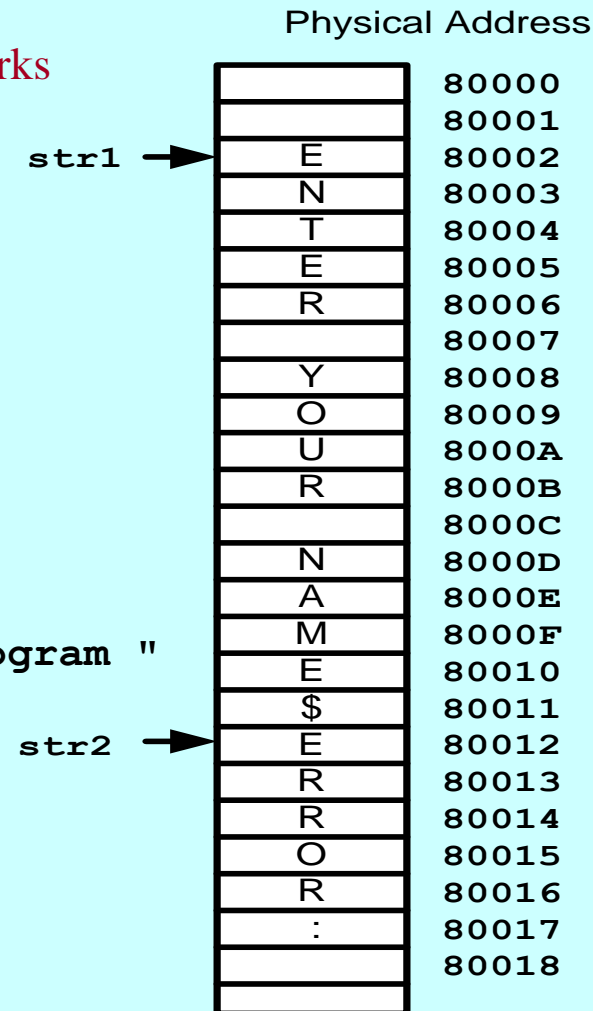 Physical Address
rks
80000
80001
str1 E 80002
N 80003
T 80004
E 80005
R 80006
80007
Y 80008
O 80009
U 8000A
R 8000B
8000C
N 8000D
A 8000E
ogram " M 8000F
E 80010
$ 80011
str2 E 80012
R 80013
R 80014
O 80015
R 80016
: 80017
80018